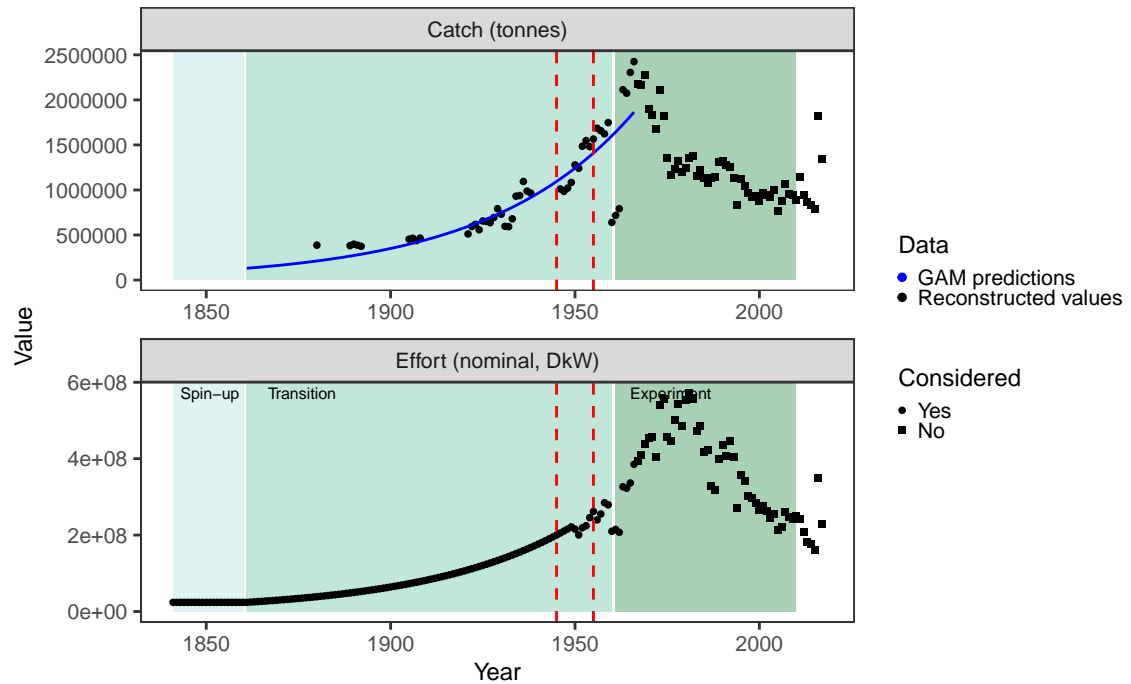 Catch (tonnes)
2500000
2000000
1500000
1000000
500000
0
1850
1900
1950
2000
Value
Effort (nominal, DkW)
Spin−up
Transition
Experiment
6e+08
4e+08
2e+08
0e+00
1850
1900
1950
2000
Year
Data
GAM predictions
Reconstructed values
Considered
Yes
No